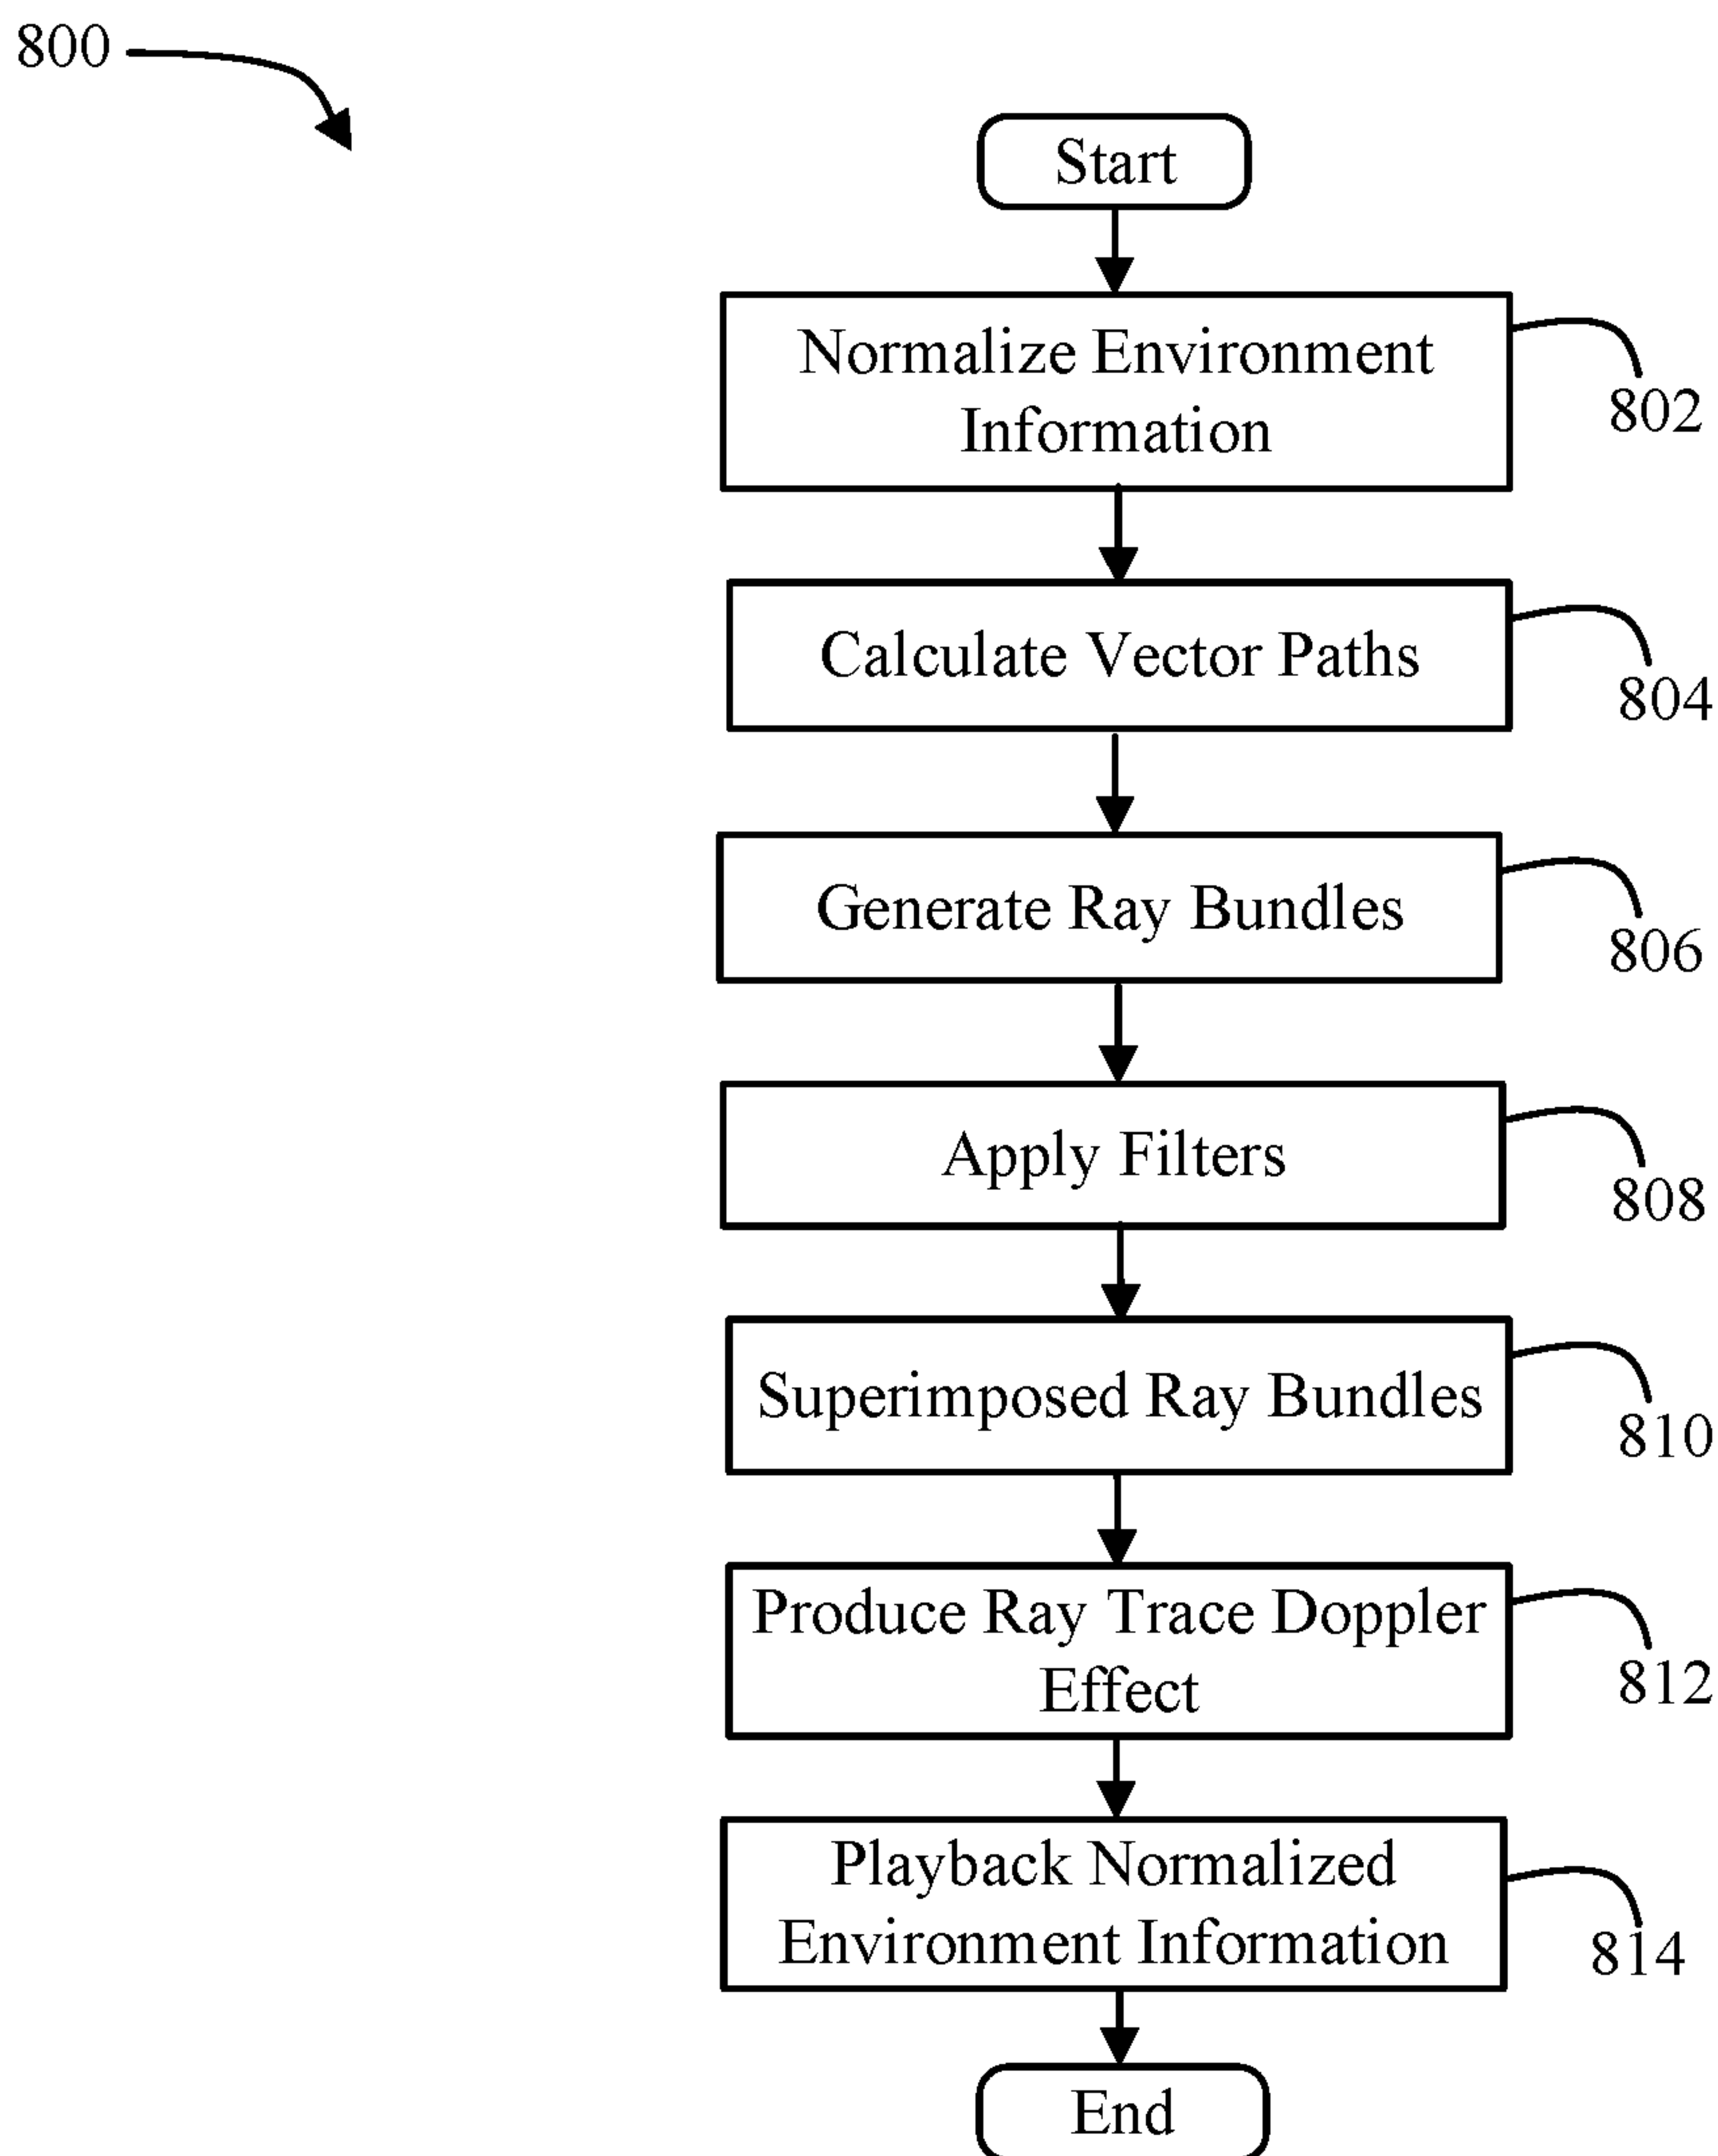 800
Start
Normalize Environment
Information
802
Calculate Vector Paths
804
Generate Ray Bundles
806
Apply Filters
808
Superimposed Ray Bundles
810
Produce Ray Trace Doppler
Effect
812
Playback Normalized
Environment Information
814
End